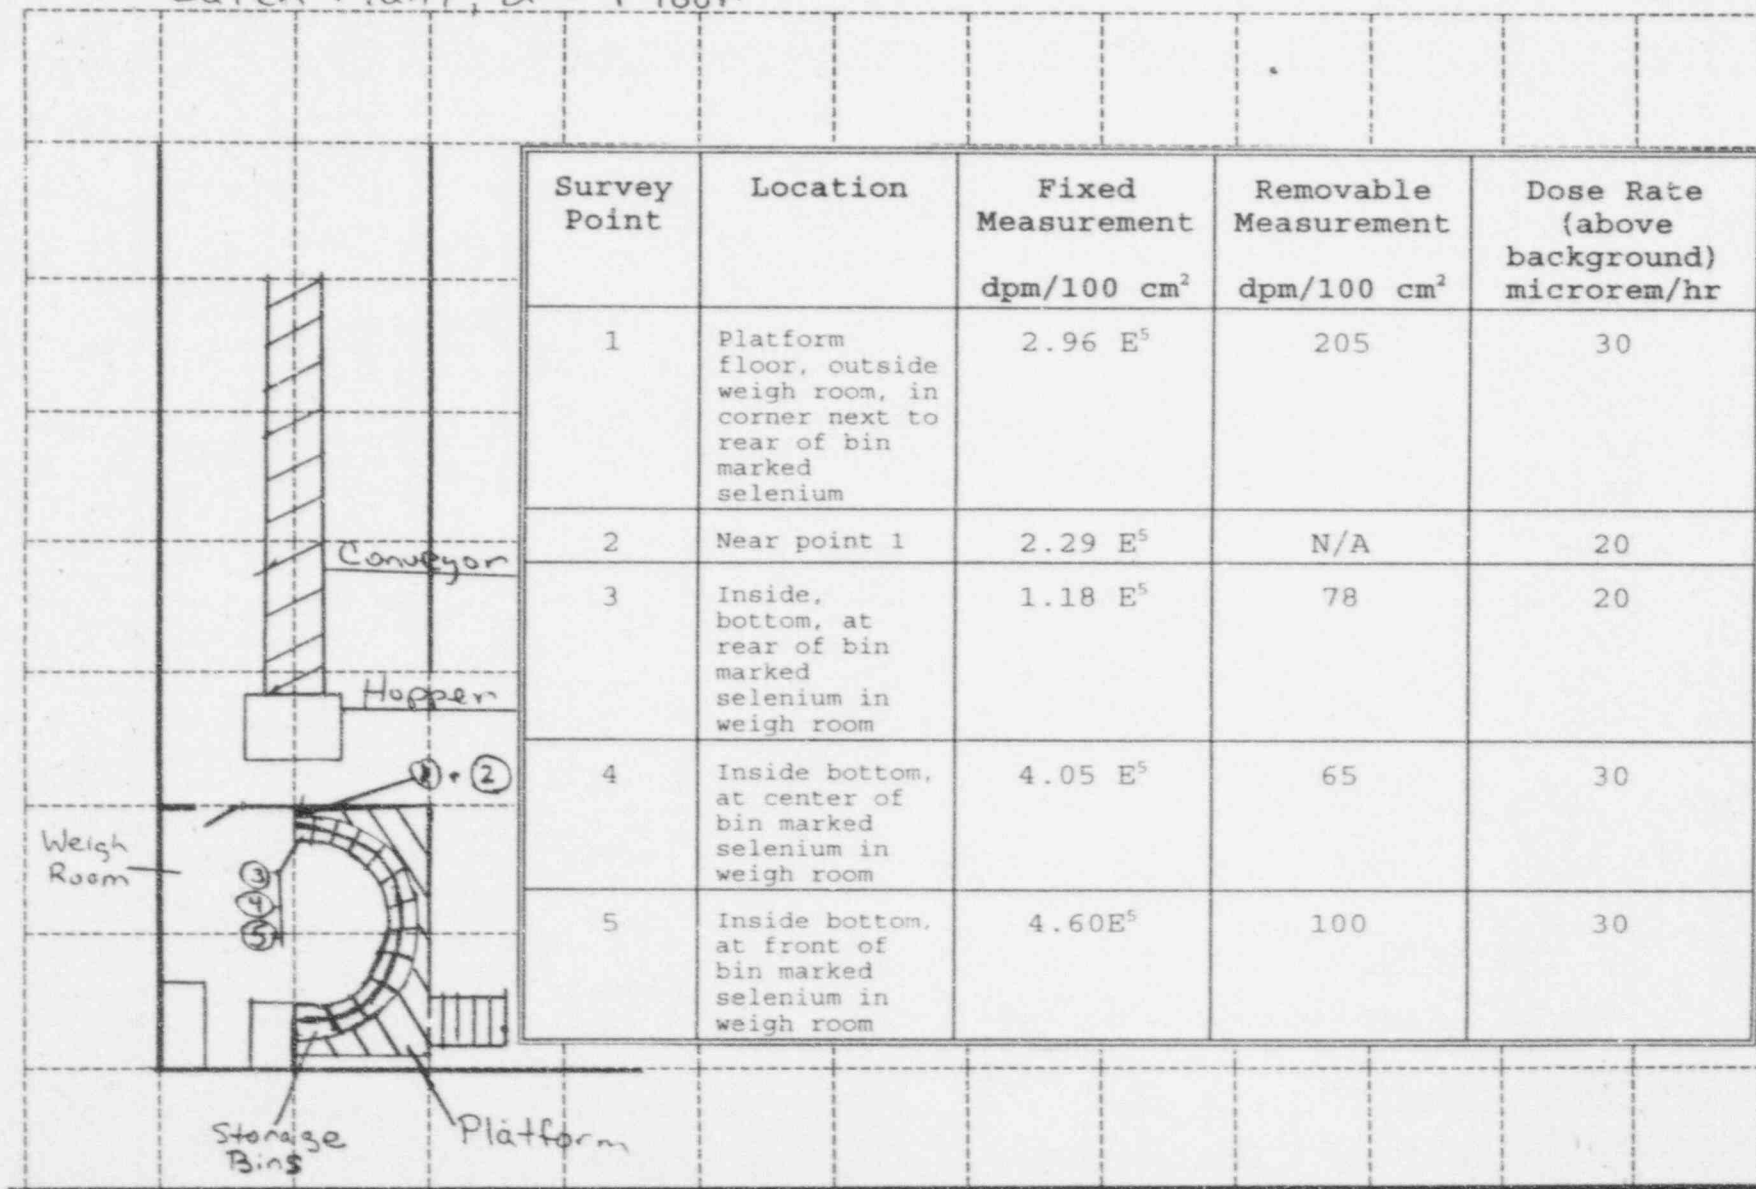 Survey Point
Location
Fixed Measurement dpm/100 cm²
Removable Measurement dpm/100 cm²
Dose Rate (above background) microrem/hr
1
Platform
floor, outside
weigh room, in
corner next to
rear of bin
marked
selenium
2.96 E⁵
205
30
2
Near point 1
2.29 E⁵
N/A
20
3
Inside,
bottom, at
rear of bin
marked
selenium in
weigh room
1.18 E⁵
78
20
4
Inside bottom,
at center of
bin marked
selenium in
weigh room
4.05 E⁵
65
30
5
Inside bottom,
at front of
bin marked
selenium in
weigh room
4.60E⁵
100
30
Conveyor
Hopper
1 + 2
Weigh
Room
3
4
5
Storage
Bins
Platform